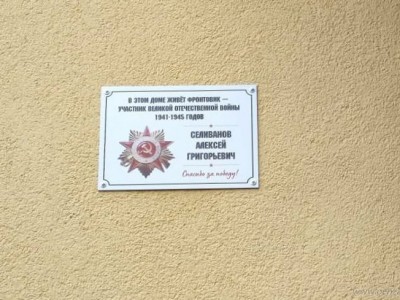 В ЭТОМ ДОМЕ ЖИВЁТ ФРОНТОВИК —
УЧАСТНИК ВЕЛИКОЙ ОТЕЧЕСТВЕННОЙ ВОЙНЫ
1941-1945 ГОДОВ
СЕЛИВАНОВ
АЛЕКСЕЙ
ГРИГОРЬЕВИЧ
Спасибо за победу!